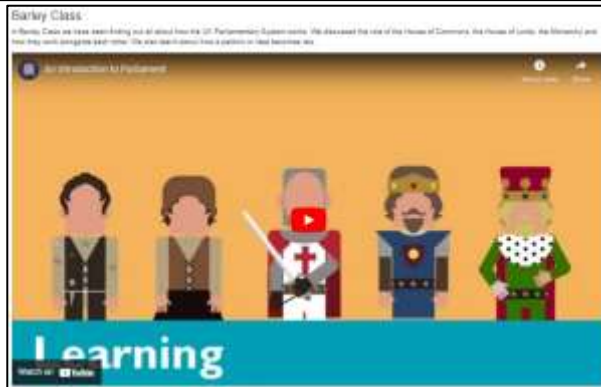 Barley Class
In Barley Class we have been finding out all about how the UK Parliamentary System works. We discussed the role of the House of Commons, the House of Lords, the Monarchy and
how they work alongside each other. We also learnt about how a petition or idea becomes law.
An Introduction to Parliament
Watch later
Share
Learning
Watch on YouTube